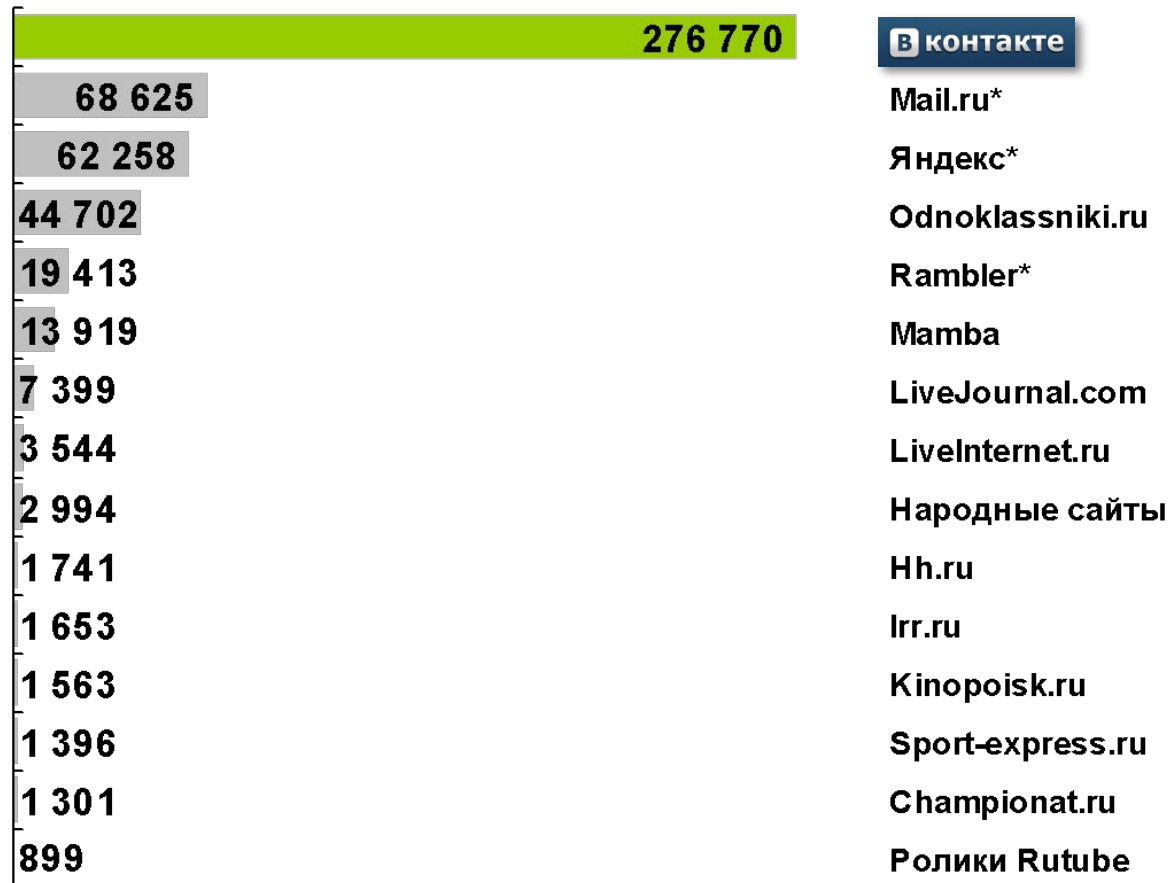 276 770 В контакте
68 625 Mail.ru*
62 258 Яндекс*
44 702 Odnoklassniki.ru
19 413 Rambler*
13 919 Mamba
7 399 LiveJournal.com
3 544 LiveInternet.ru
2 994 Народные сайты
1 741 Hh.ru
1 653 Irr.ru
1 563 Kinopoisk.ru
1 396 Sport-express.ru
1 301 Championat.ru
899 Ролики Rutube